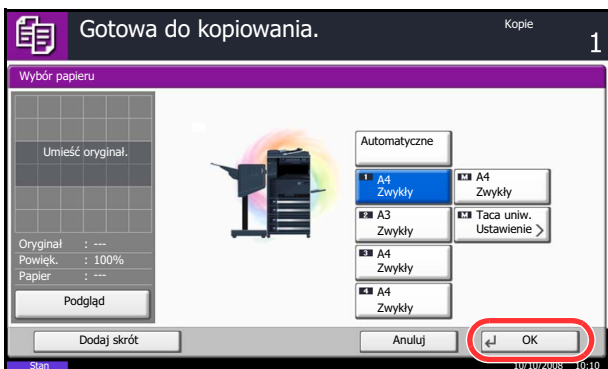 Gotowa do kopiowania.
Kopie
1
Wybór papieru
Umieść oryginał.
Oryginał : ---
Powięk. : 100%
Papier : ---
Podgląd
Automatyczne
1 A4
Zwykły
2 A3
Zwykły
3 A4
Zwykły
4 A4
Zwykły
M A4
Zwykły
M Taca uniw.
Ustawienie >
Dodaj skrót
Anuluj
OK
Stan
10/10/2008 10:10